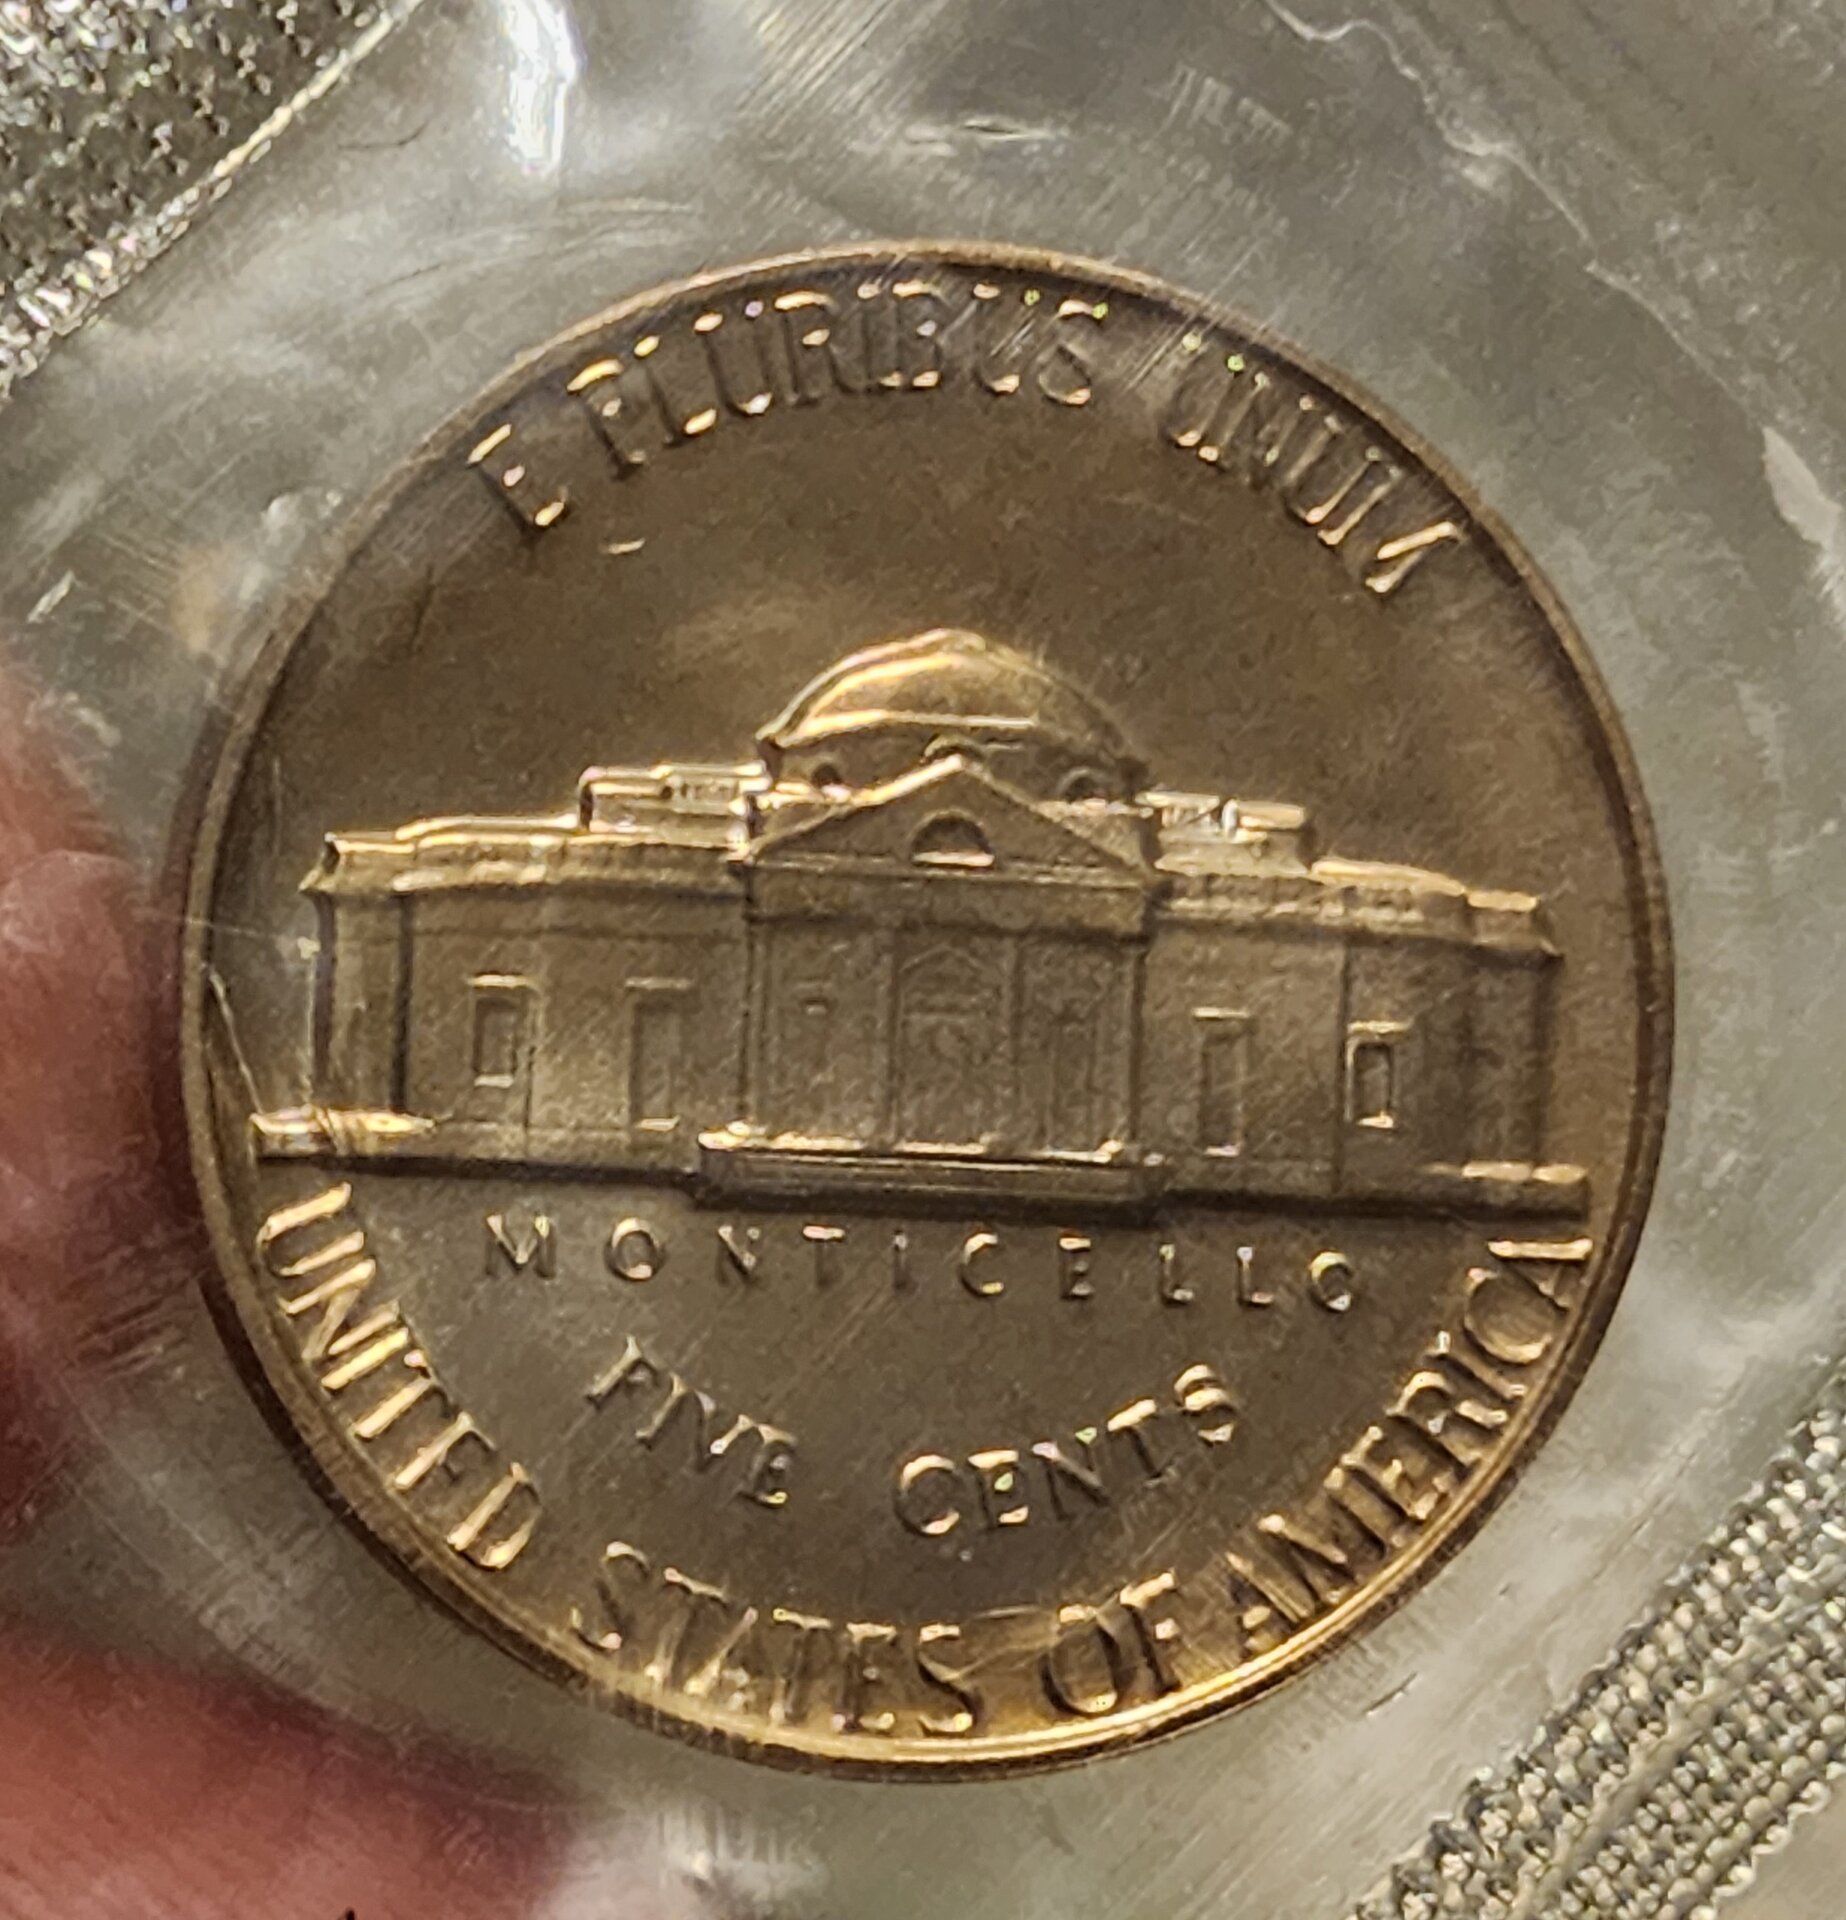 E PLURIBUS UNUM
MONTICELLO
FIVE CENTS
UNITED STATES OF AMERICA